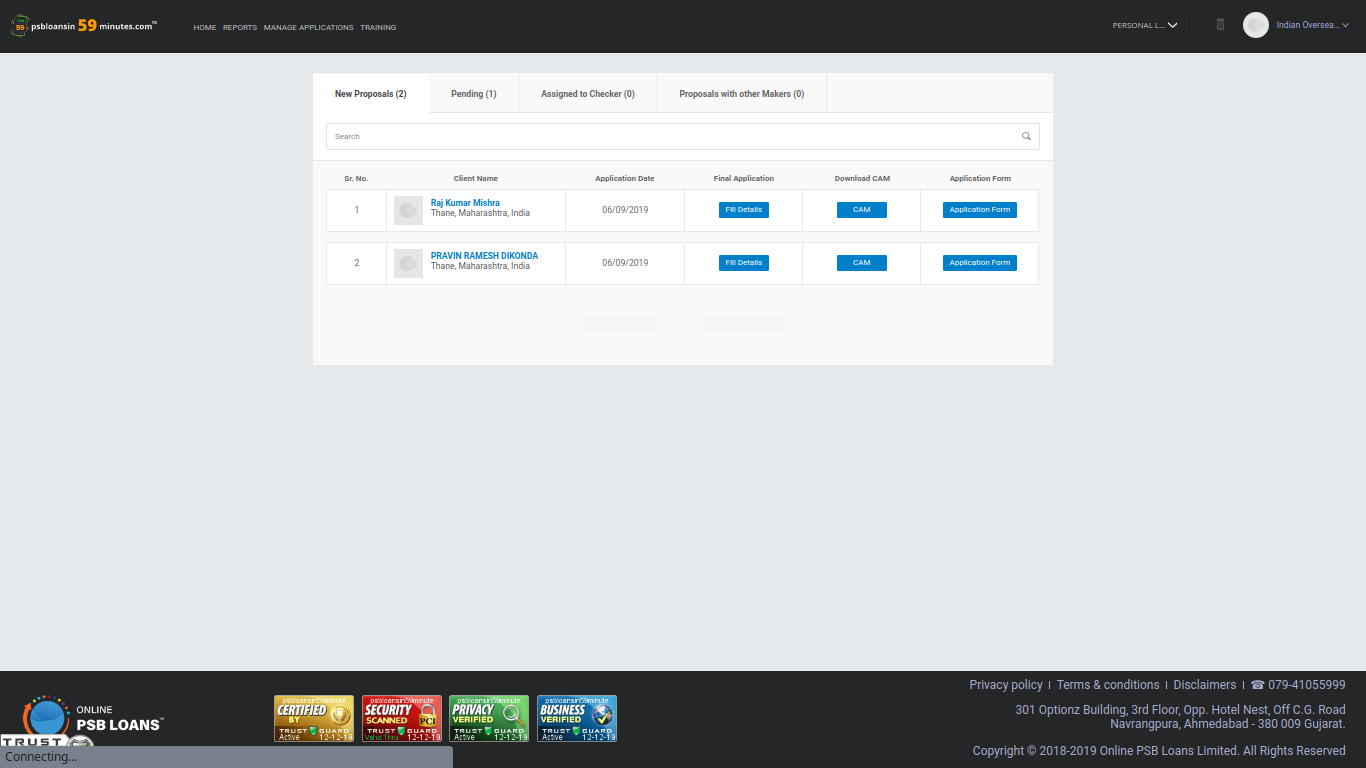 psbloansin 59 minutes.com™
HOME REPORTS MANAGE APPLICATIONS TRAINING
PERSONAL L...
Indian Oversea...
New Proposals (2) Pending (1) Assigned to Checker (0) Proposals with other Makers (0)
Search
Sr. No. Client Name Application Date Final Application Download CAM Application Form
1 Raj Kumar Mishra 06/09/2019 Fill Details CAM Application Form
Thane, Maharashtra, India
2 PRAVIN RAMESH DIKONDA 06/09/2019 Fill Details CAM Application Form
Thane, Maharashtra, India
Privacy policy | Terms & conditions | Disclaimers | ☎ 079-41055999
301 Optionz Building, 3rd Floor, Opp. Hotel Nest, Off C.G. Road
Navrangpura, Ahmedabad - 380 009 Gujarat.
Copyright © 2018-2019 Online PSB Loans Limited. All Rights Reserved
ONLINE
PSB LOANS™
psbloansin59minute
CERTIFIED
BY
TRUST GUARD
Active 12-12-19
psbloansin59minute
SECURITY
SCANNED PCI
TRUST GUARD
Valid Thru 12-12-19
psbloansin59minute
PRIVACY
VERIFIED
TRUST GUARD
Active 12-12-19
psbloansin59minute
BUSINESS
VERIFIED
TRUST GUARD
Active 12-12-19
TRUST
Connecting...